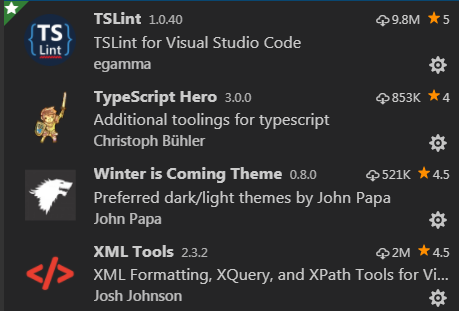 TS
Lint
TSLint 1.0.40 9.8M 5
TSLint for Visual Studio Code
egamma
TypeScript Hero 3.0.0 853K 4
Additional toolings for typescript
Christoph Bühler
Winter is Coming Theme 0.8.0 521K 4.5
Preferred dark/light themes by John Papa
John Papa
</> XML Tools 2.3.2 2M 4.5
XML Formatting, XQuery, and XPath Tools for Vi...
Josh Johnson